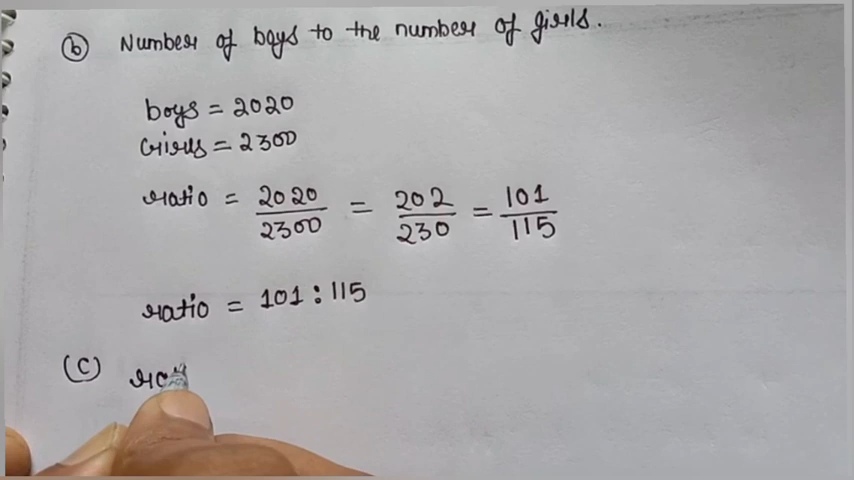 (b) Number of boys to the number of girls.
boys = 2020
Girls = 2300
ratio = 2020/2300 = 202/230 = 101/115
ratio = 101 : 115
(C)